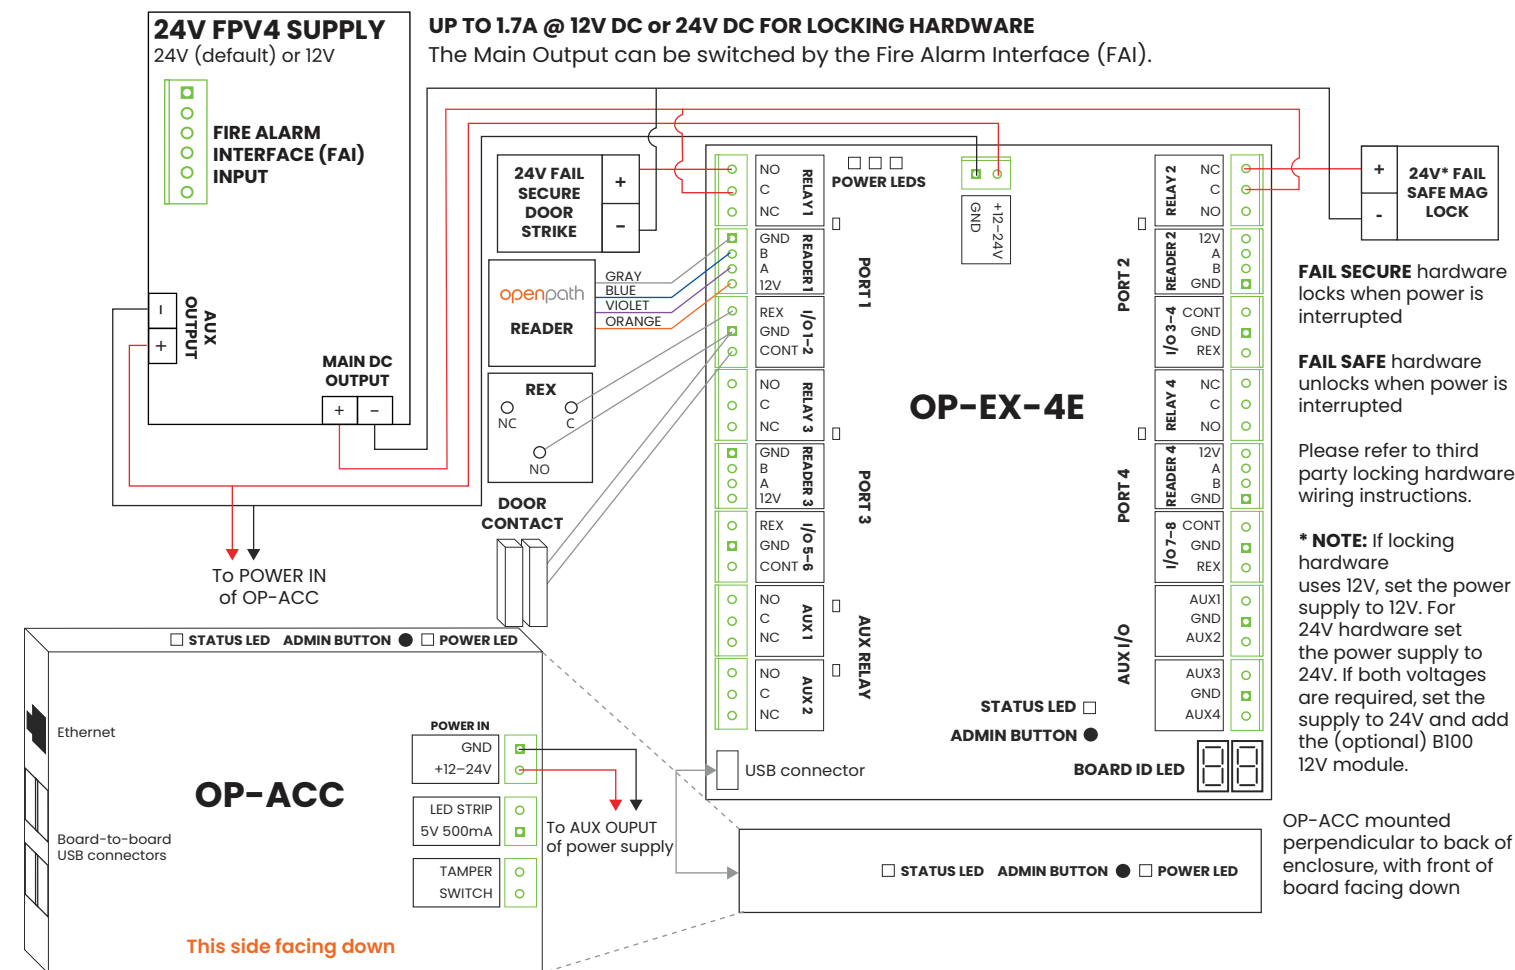 24V FPV4 SUPPLY
24V (default) or 12V
UP TO 1.7A @ 12V DC or 24V DC FOR LOCKING HARDWARE
The Main Output can be switched by the Fire Alarm Interface (FAI).
FIRE ALARM
INTERFACE (FAI)
INPUT
AUX
OUTPUT
−
+
MAIN DC
OUTPUT
+
−
To POWER IN
of OP-ACC
24V FAIL
SECURE
DOOR
STRIKE
+
−
openpath
READER
GRAY
BLUE
VIOLET
ORANGE
REX
NC
C
NO
DOOR
CONTACT
POWER LEDS
GND
+12-24V
OP-EX-4E
NO
C
NC
RELAY 1
GND
B
A
12V
READER 1
REX
GND
CONT
I/O 1-2
PORT 1
NO
C
NC
RELAY 3
GND
B
A
12V
READER 3
REX
GND
CONT
I/O 5-6
PORT 3
NO
C
NC
AUX 1
NO
C
NC
AUX 2
AUX RELAY
RELAY 2
NC
C
NO
READER 2
12V
A
B
GND
I/O 3-4
CONT
GND
REX
PORT 2
RELAY 4
NC
C
NO
READER 4
12V
A
B
GND
I/O 7-8
CONT
GND
REX
PORT 4
AUX1
GND
AUX2
AUX3
GND
AUX4
AUX I/O
STATUS LED
ADMIN BUTTON
BOARD ID LED
88
USB connector
+
-
24V* FAIL
SAFE MAG
LOCK
FAIL SECURE hardware
locks when power is
interrupted
FAIL SAFE hardware
unlocks when power is
interrupted
Please refer to third
party locking hardware
wiring instructions.
* NOTE: If locking
hardware
uses 12V, set the power
supply to 12V. For
24V hardware set
the power supply to
24V. If both voltages
are required, set the
supply to 24V and add
the (optional) B100
12V module.
STATUS LED ADMIN BUTTON POWER LED
Ethernet
Board-to-board
USB connectors
OP-ACC
POWER IN
GND
+12-24V
LED STRIP
5V 500mA
TAMPER
SWITCH
To AUX OUPUT
of power supply
This side facing down
STATUS LED ADMIN BUTTON POWER LED
OP-ACC mounted
perpendicular to back of
enclosure, with front of
board facing down